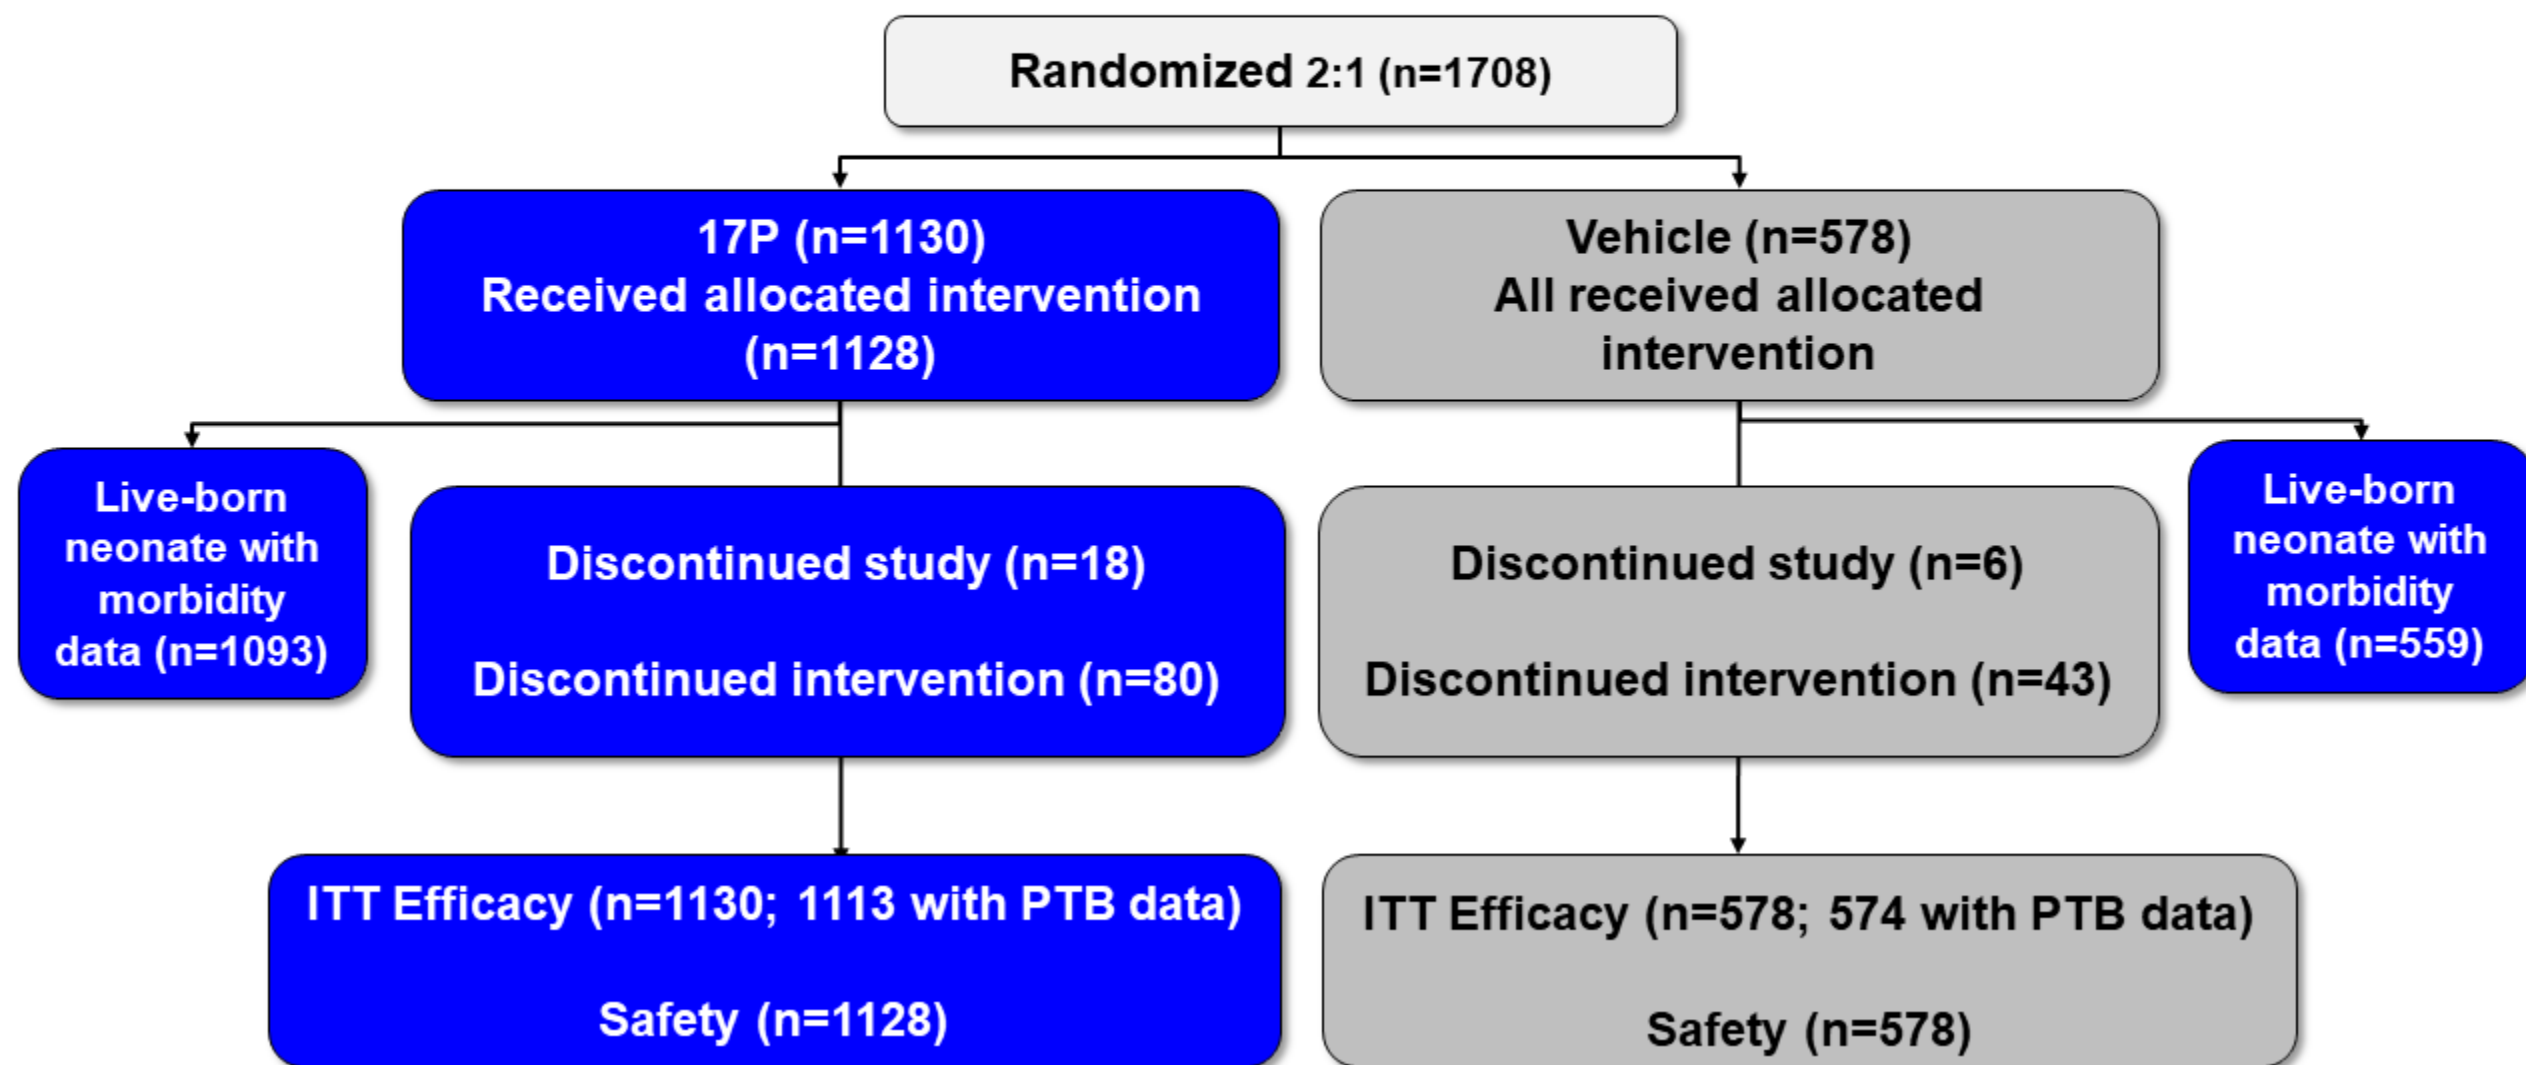 Randomized 2:1 (n=1708)
17P (n=1130)
Received allocated intervention
(n=1128)
Vehicle (n=578)
All received allocated
intervention
Live-born
neonate with
morbidity
data (n=1093)
Discontinued study (n=18)
Discontinued intervention (n=80)
Discontinued study (n=6)
Discontinued intervention (n=43)
Live-born
neonate with
morbidity
data (n=559)
ITT Efficacy (n=1130; 1113 with PTB data)
Safety (n=1128)
ITT Efficacy (n=578; 574 with PTB data)
Safety (n=578)